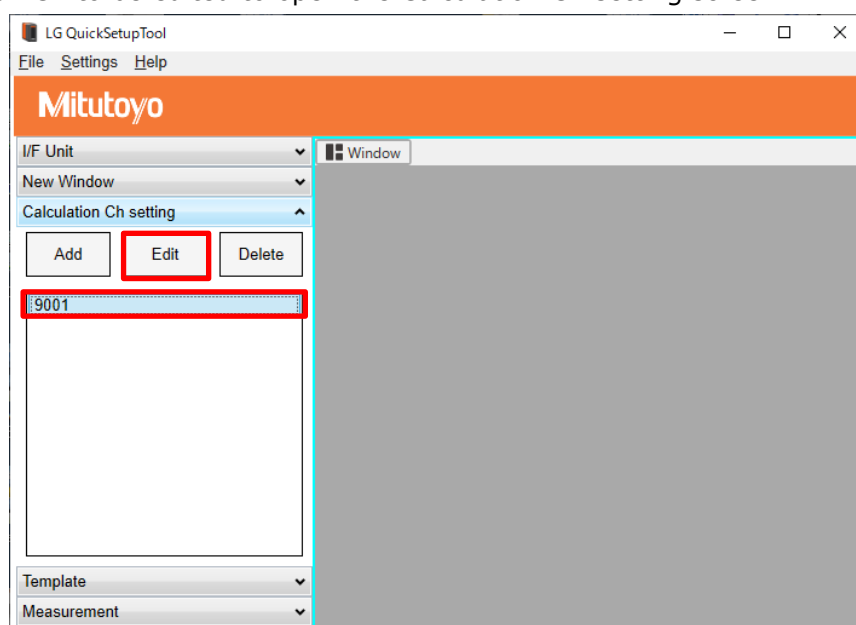 LG QuickSetupTool
File Settings Help
Mitutoyo
I/F Unit
Window
New Window
Calculation Ch setting
Add Edit Delete
9001
Template
Measurement